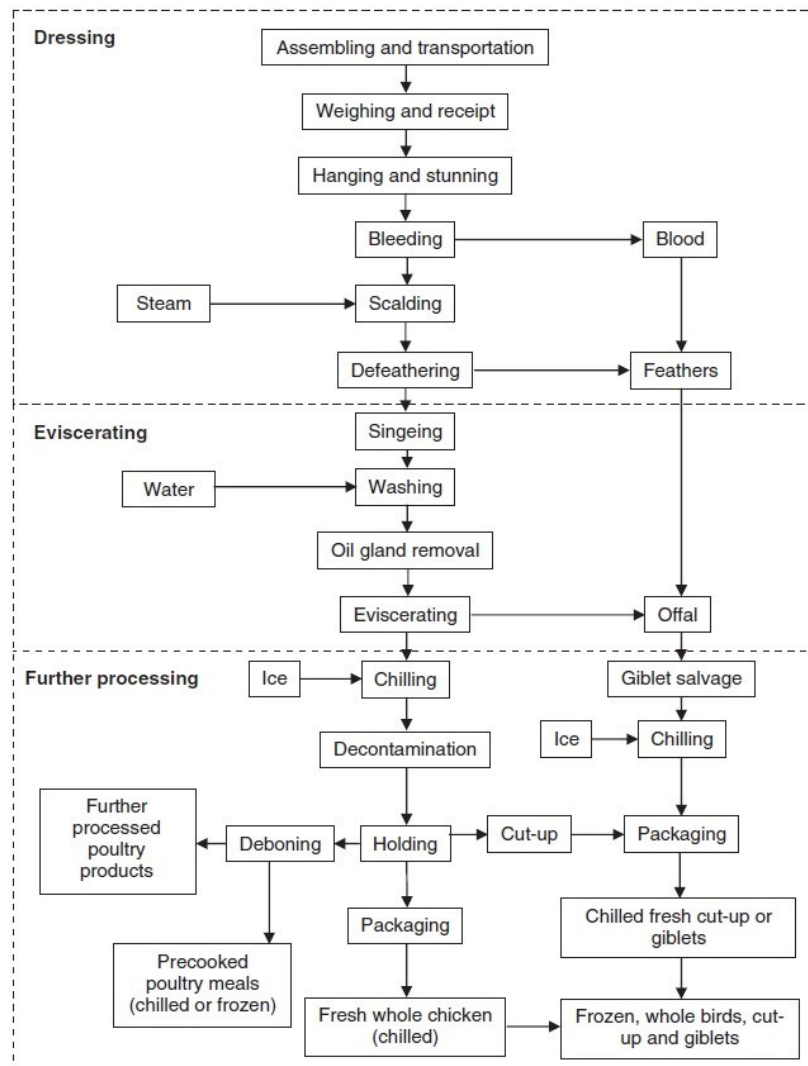 Dressing
Assembling and transportation
Weighing and receipt
Hanging and stunning
Bleeding
Blood
Steam
Scalding
Defeathering
Feathers
Eviscerating
Singeing
Water
Washing
Oil gland removal
Eviscerating
Offal
Further processing
Ice
Chilling
Giblet salvage
Decontamination
Ice
Chilling
Further
processed
poultry
products
Deboning
Holding
Cut-up
Packaging
Packaging
Chilled fresh cut-up or
giblets
Precooked
poultry meals
(chilled or frozen)
Fresh whole chicken
(chilled)
Frozen, whole birds, cut-
up and giblets